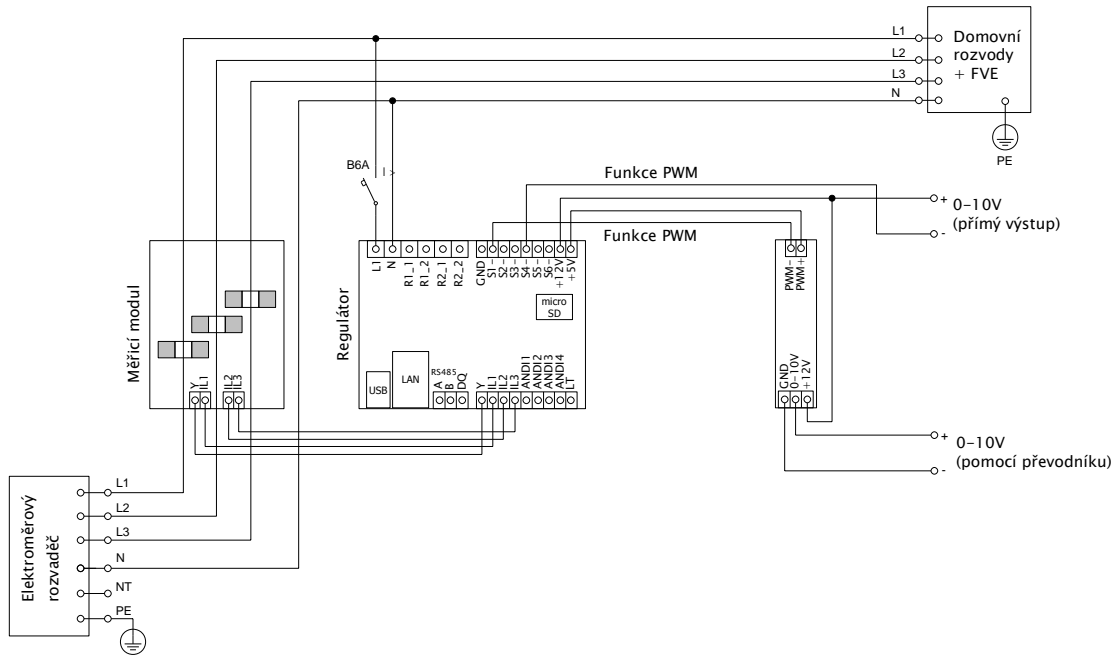 L1
L2
L3
N
Domovní
rozvody
+ FVE
PE
B6A
I >
Funkce PWM
Funkce PWM
+ 0–10V
(přímý výstup)
-
Měřicí modul
Y
IL1
IL2
IL3
Regulátor
L1
N
R1_1
R1_2
R2_1
R2_2
GND
S1-
S2-
S3-
S4-
S5-
S6-
+12V
+5V
micro
SD
USB
LAN
RS485
A
B
DQ
Y
IL1
IL2
IL3
ANDI1
ANDI2
ANDI3
ANDI4
LT
PWM-
PWM+
GND
0-10V
+12V
+ 0–10V
(pomocí převodníku)
-
Elektroměrový
rozvaděč
L1
L2
L3
N
NT
PE